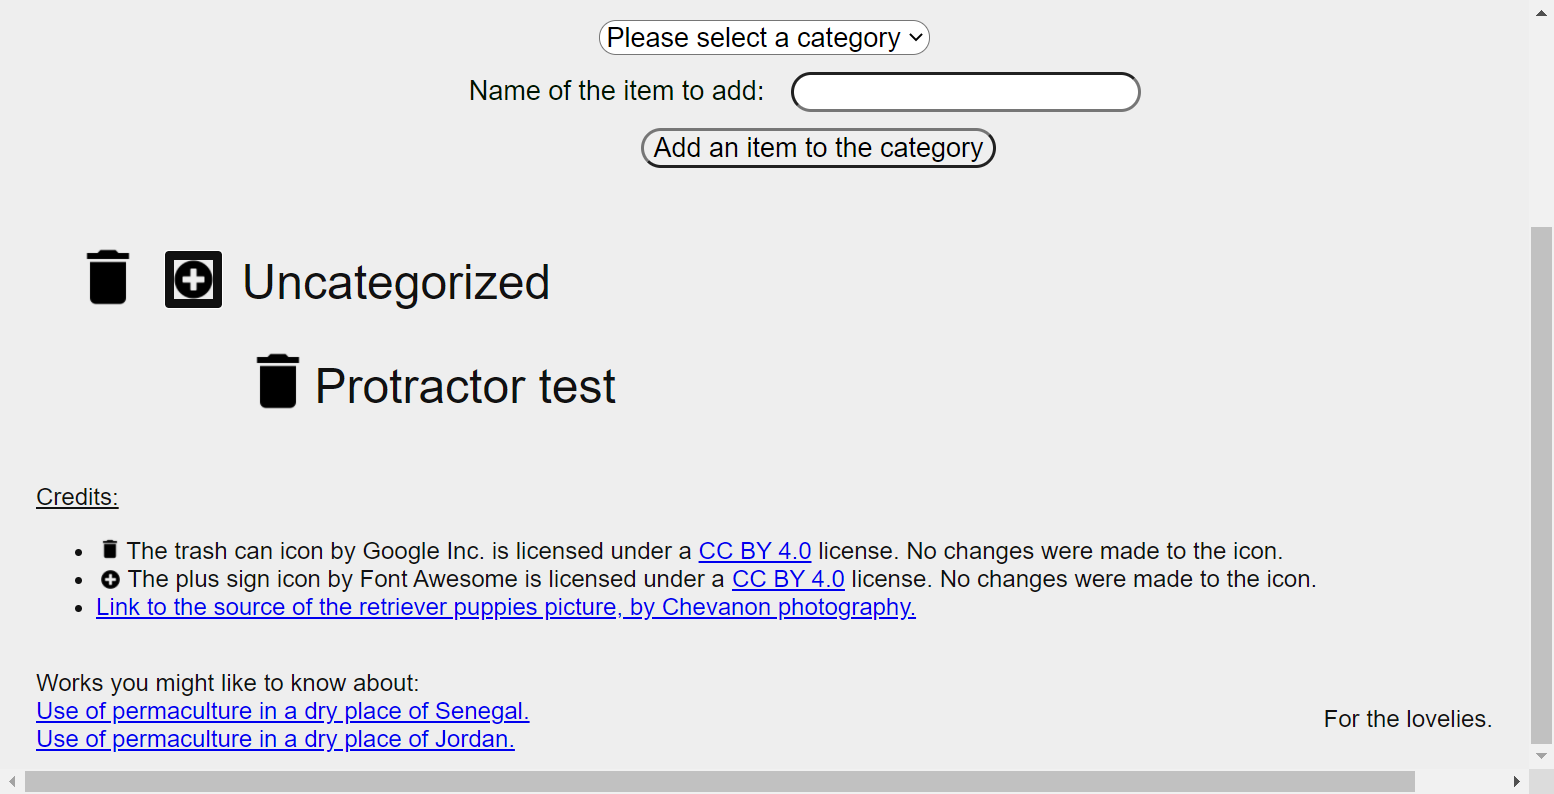 Please select a category
Name of the item to add:
Add an item to the category
Uncategorized
Protractor test
Credits:
The trash can icon by Google Inc. is licensed under a CC BY 4.0 license. No changes were made to the icon.
The plus sign icon by Font Awesome is licensed under a CC BY 4.0 license. No changes were made to the icon.
Link to the source of the retriever puppies picture, by Chevanon photography.
Works you might like to know about:
Use of permaculture in a dry place of Senegal.
For the lovelies.
Use of permaculture in a dry place of Jordan.